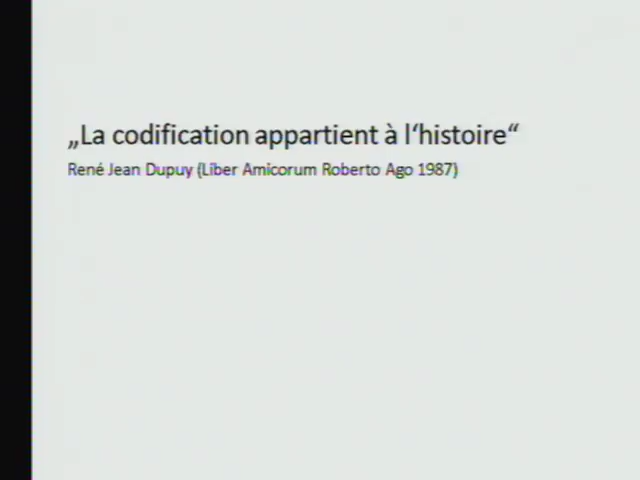 „La codification appartient à l‘histoire“
René Jean Dupuy (Liber Amicorum Roberto Ago 1987)